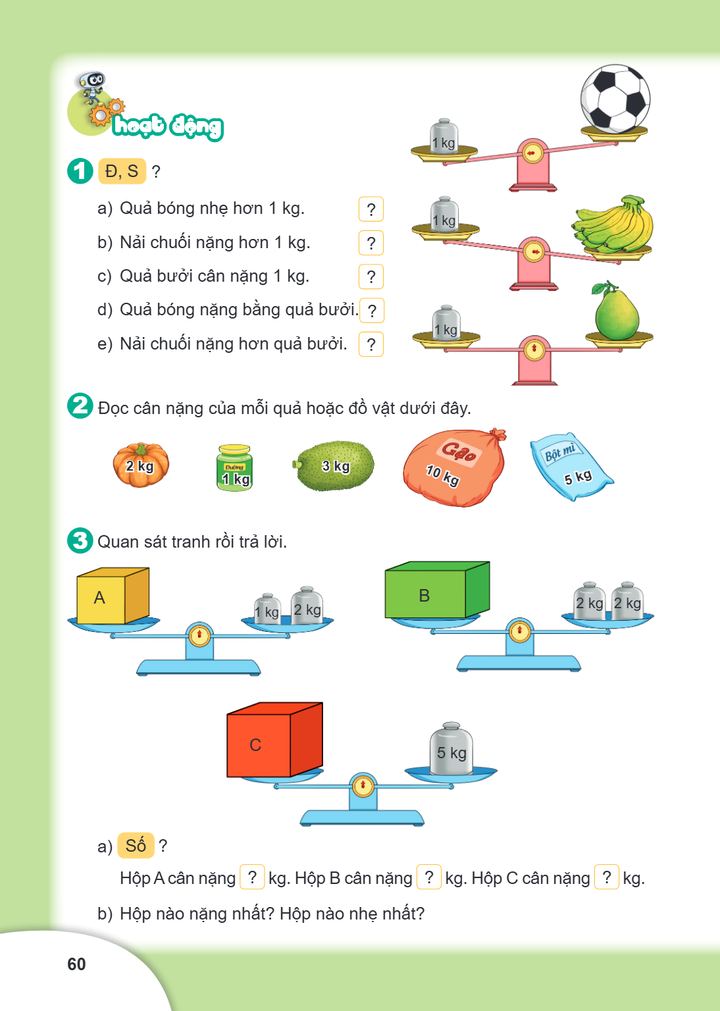 hoạt động
1 kg
1 Đ, S ?
a) Quả bóng nhẹ hơn 1 kg. ?
1 kg
b) Nải chuối nặng hơn 1 kg. ?
c) Quả bưởi cân nặng 1 kg. ?
d) Quả bóng nặng bằng quả bưởi. ?
1 kg
e) Nải chuối nặng hơn quả bưởi. ?
2 Đọc cân nặng của mỗi quả hoặc đồ vật dưới đây.
2 kg
Đường
1 kg
3 kg
Gạo
10 kg
Bột mì
5 kg
3 Quan sát tranh rồi trả lời.
A
1 kg 2 kg
B
2 kg 2 kg
C
5 kg
a) Số ?
Hộp A cân nặng ? kg. Hộp B cân nặng ? kg. Hộp C cân nặng ? kg.
b) Hộp nào nặng nhất? Hộp nào nhẹ nhất?
60